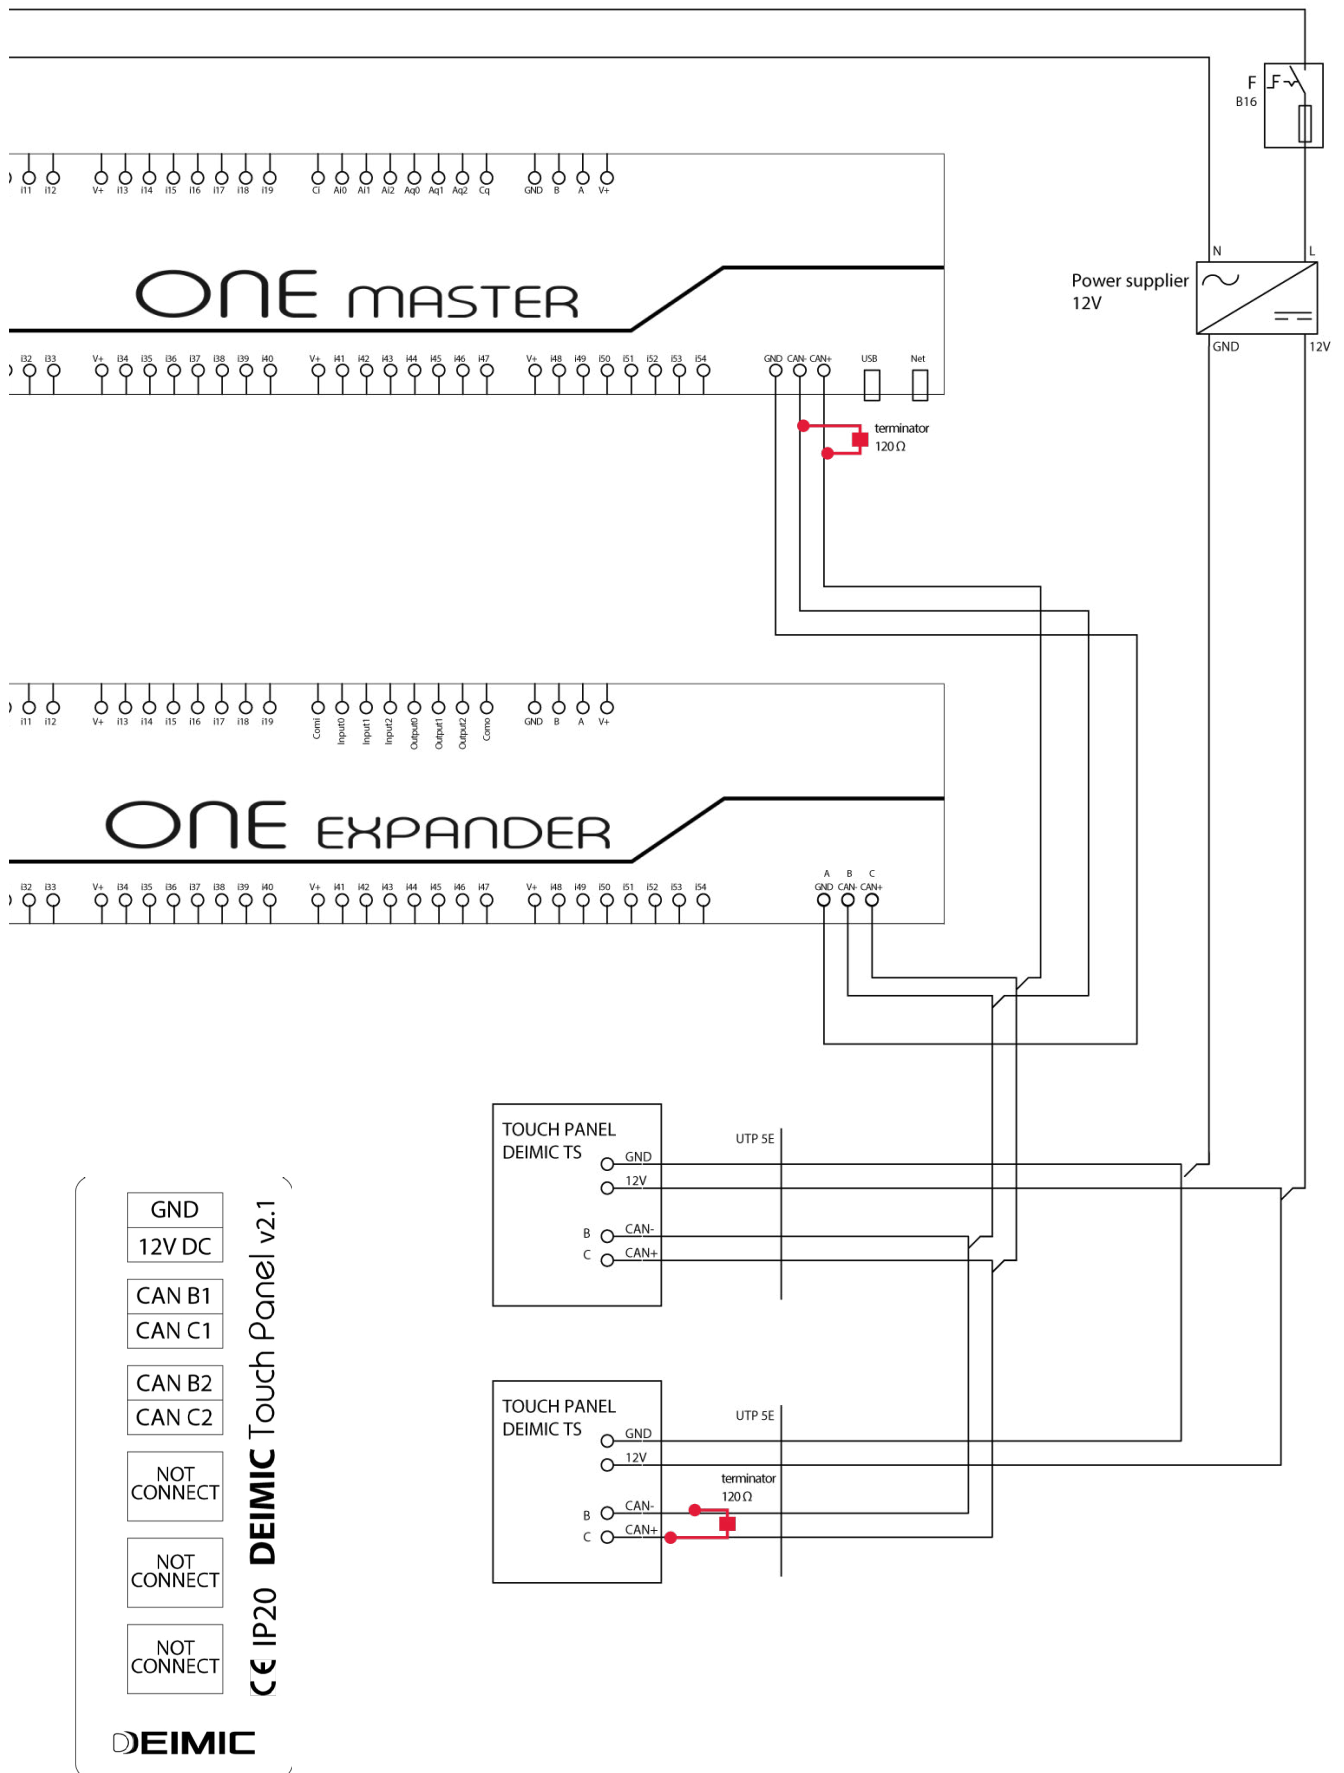 F
B16
i11 i12 V+ i13 i14 i15 i16 i17 i18 i19 Ci Ai0 Ai1 Ai2 Aq0 Aq1 Aq2 Cq GND B A V+
ONE MASTER
N L
Power supplier
12V
GND 12V
i32 i33 V+ i34 i35 i36 i37 i38 i39 i40 V+ i41 i42 i43 i44 i45 i46 i47 V+ i48 i49 i50 i51 i52 i53 i54 GND CAN- CAN+ USB Net
terminator
120 Ω
i11 i12 V+ i13 i14 i15 i16 i17 i18 i19 Comi Input0 Input1 Input2 Output0 Output1 Output2 Como GND B A V+
ONE EXPANDER
A B C
i32 i33 V+ i34 i35 i36 i37 i38 i39 i40 V+ i41 i42 i43 i44 i45 i46 i47 V+ i48 i49 i50 i51 i52 i53 i54 GND CAN- CAN+
TOUCH PANEL
DEIMIC TS
UTP 5E
GND
12V
B CAN-
C CAN+
TOUCH PANEL
DEIMIC TS
UTP 5E
GND
12V
terminator
120 Ω
B CAN-
C CAN+
GND
12V DC
CAN B1
CAN C1
CAN B2
CAN C2
NOT
CONNECT
NOT
CONNECT
NOT
CONNECT
CE IP20 DEIMIC Touch Panel v2.1
DEIMIC